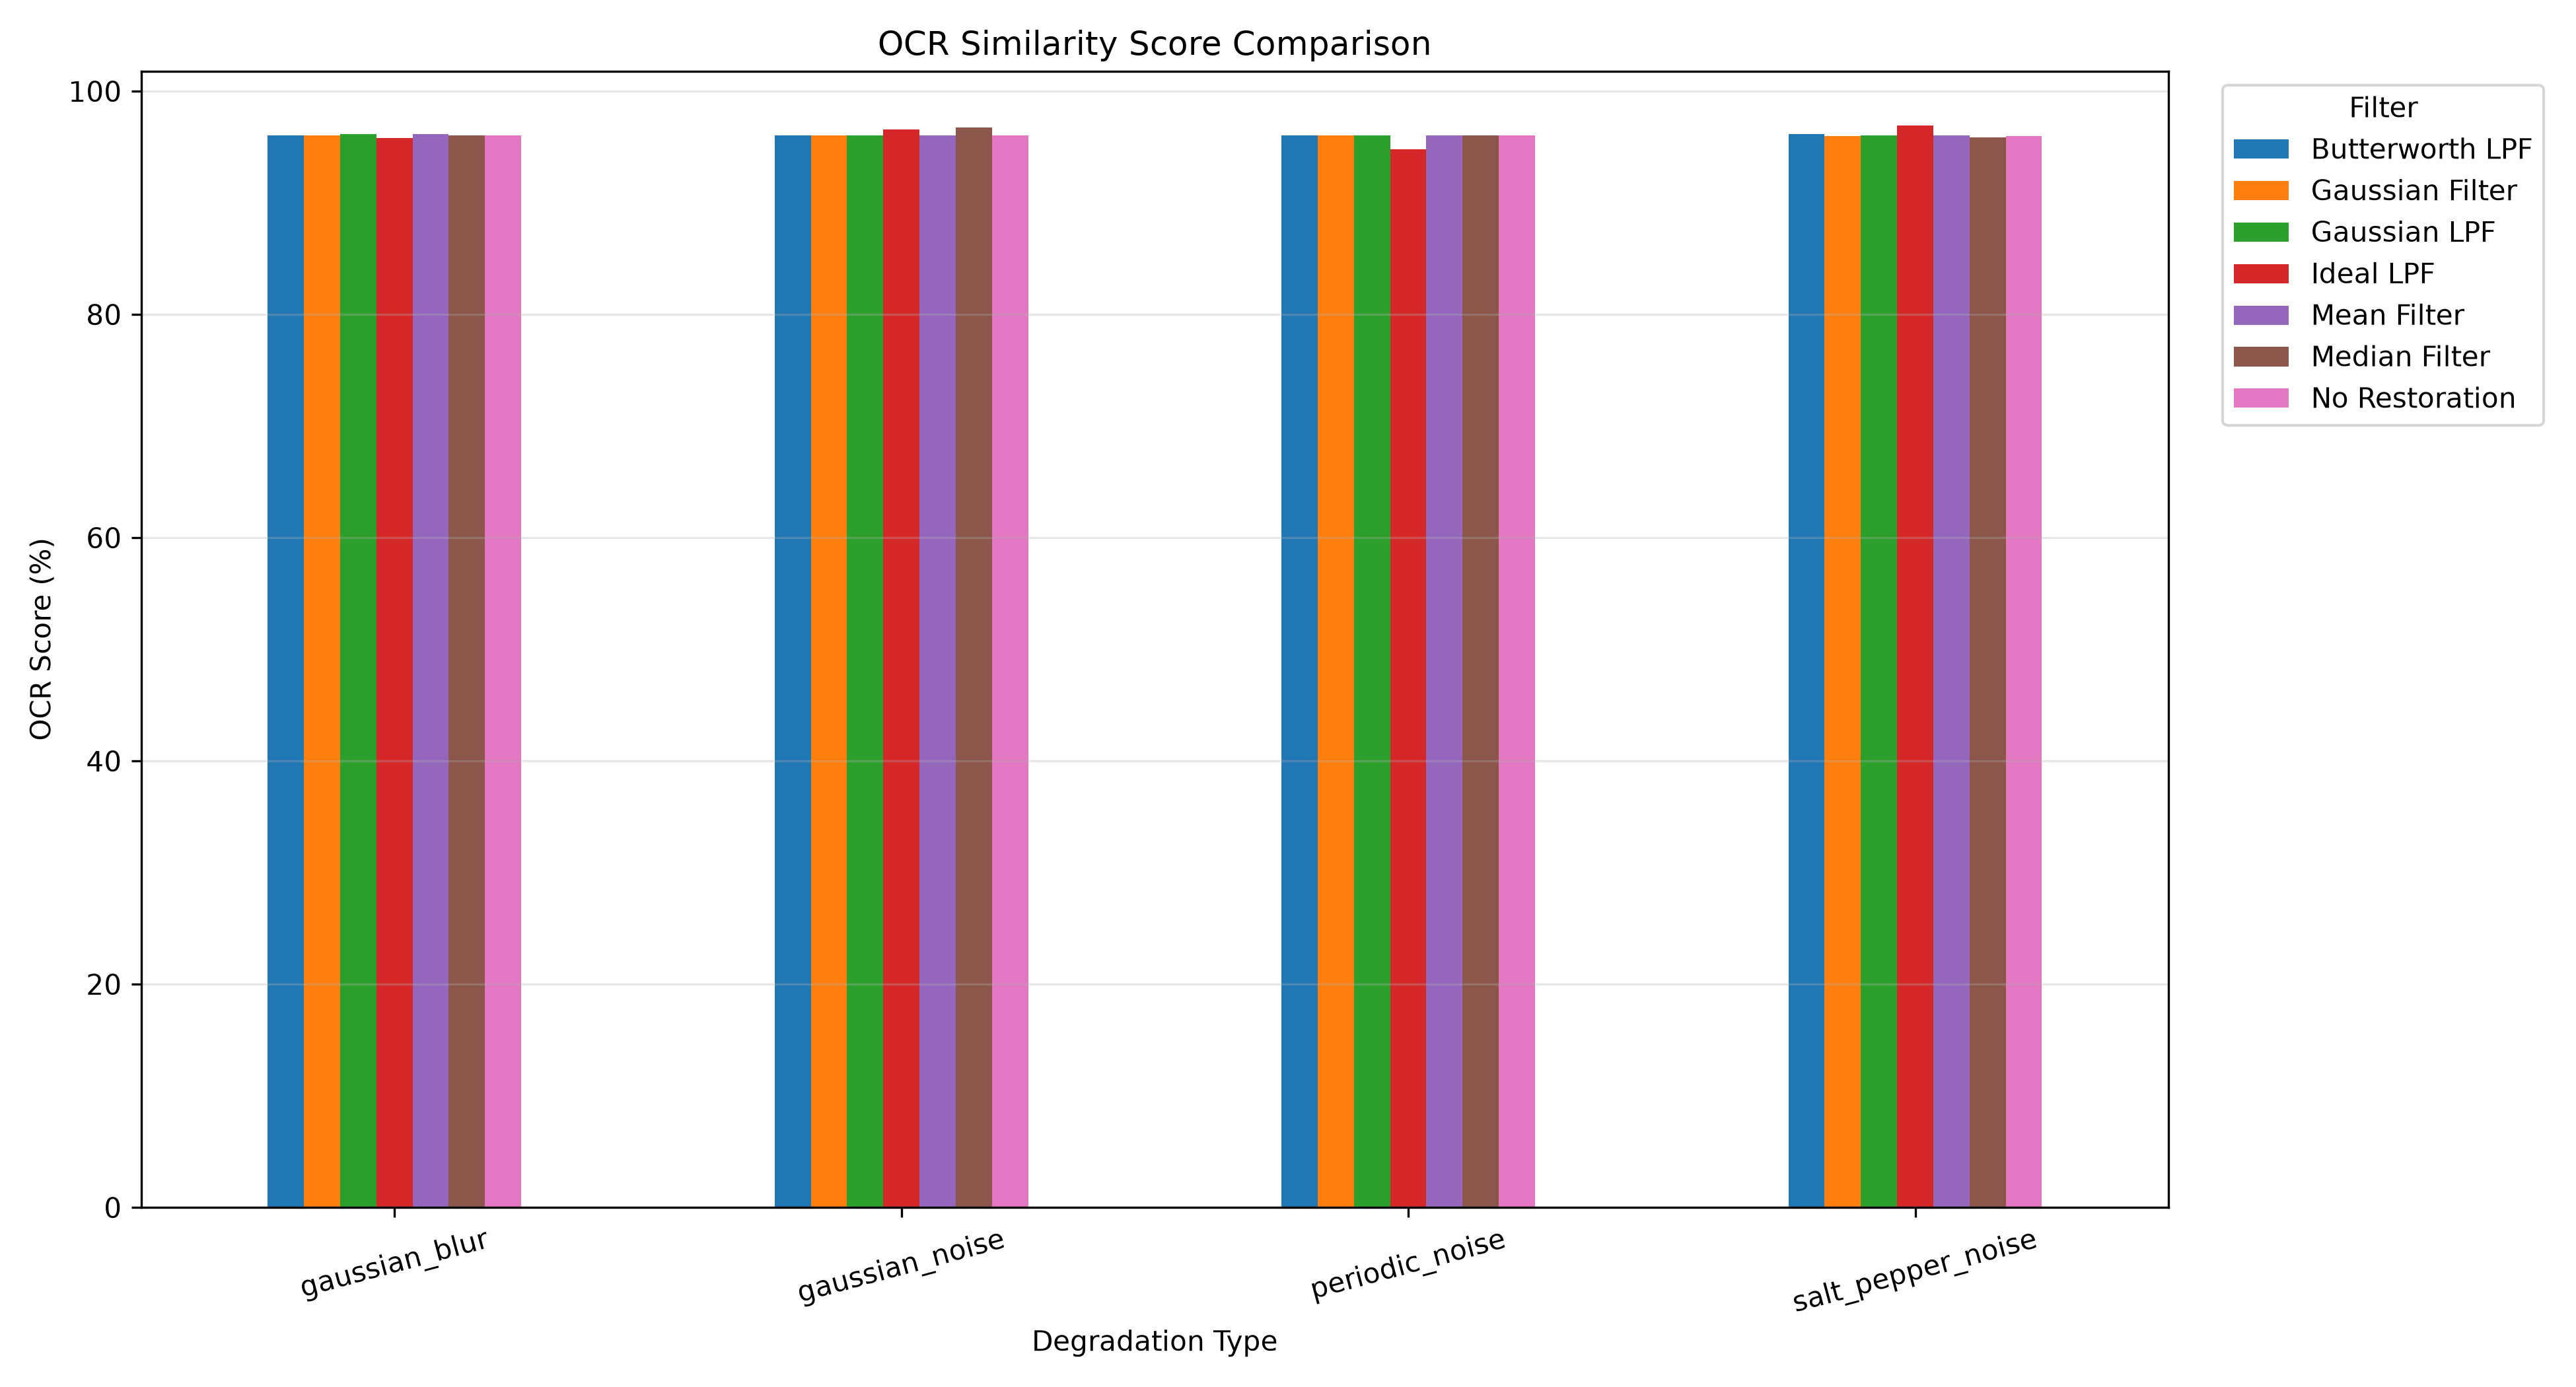 OCR Similarity Score Comparison
OCR Score (%)
100
80
60
40
20
0
gaussian_blur
gaussian_noise
periodic_noise
salt_pepper_noise
Degradation Type
Filter
Butterworth LPF
Gaussian Filter
Gaussian LPF
Ideal LPF
Mean Filter
Median Filter
No Restoration